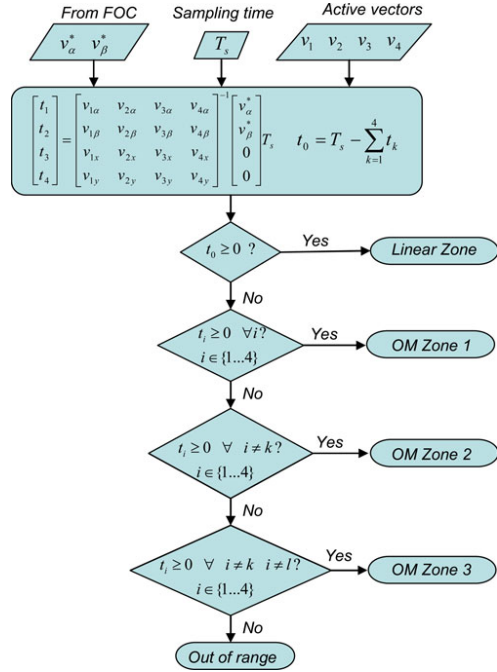 From FOC
Sampling time
Active vectors
v*α v*β
Ts
v1 v2 v3 v4
[t1 t2 t3 t4] = [v1α v2α v3α v4α
v1β v2β v3β v4β
v1x v2x v3x v4x
v1y v2y v3y v4y]⁻¹ [v*α v*β 0 0] Ts
t0 = Ts − ∑(k=1 to 4) tk
t0 ≥ 0 ?
Yes
Linear Zone
No
ti ≥ 0 ∀i?
i ∈ {1...4}
Yes
OM Zone 1
No
ti ≥ 0 ∀ i ≠ k?
i ∈ {1...4}
Yes
OM Zone 2
No
ti ≥ 0 ∀ i ≠ k i ≠ l?
i ∈ {1...4}
Yes
OM Zone 3
No
Out of range